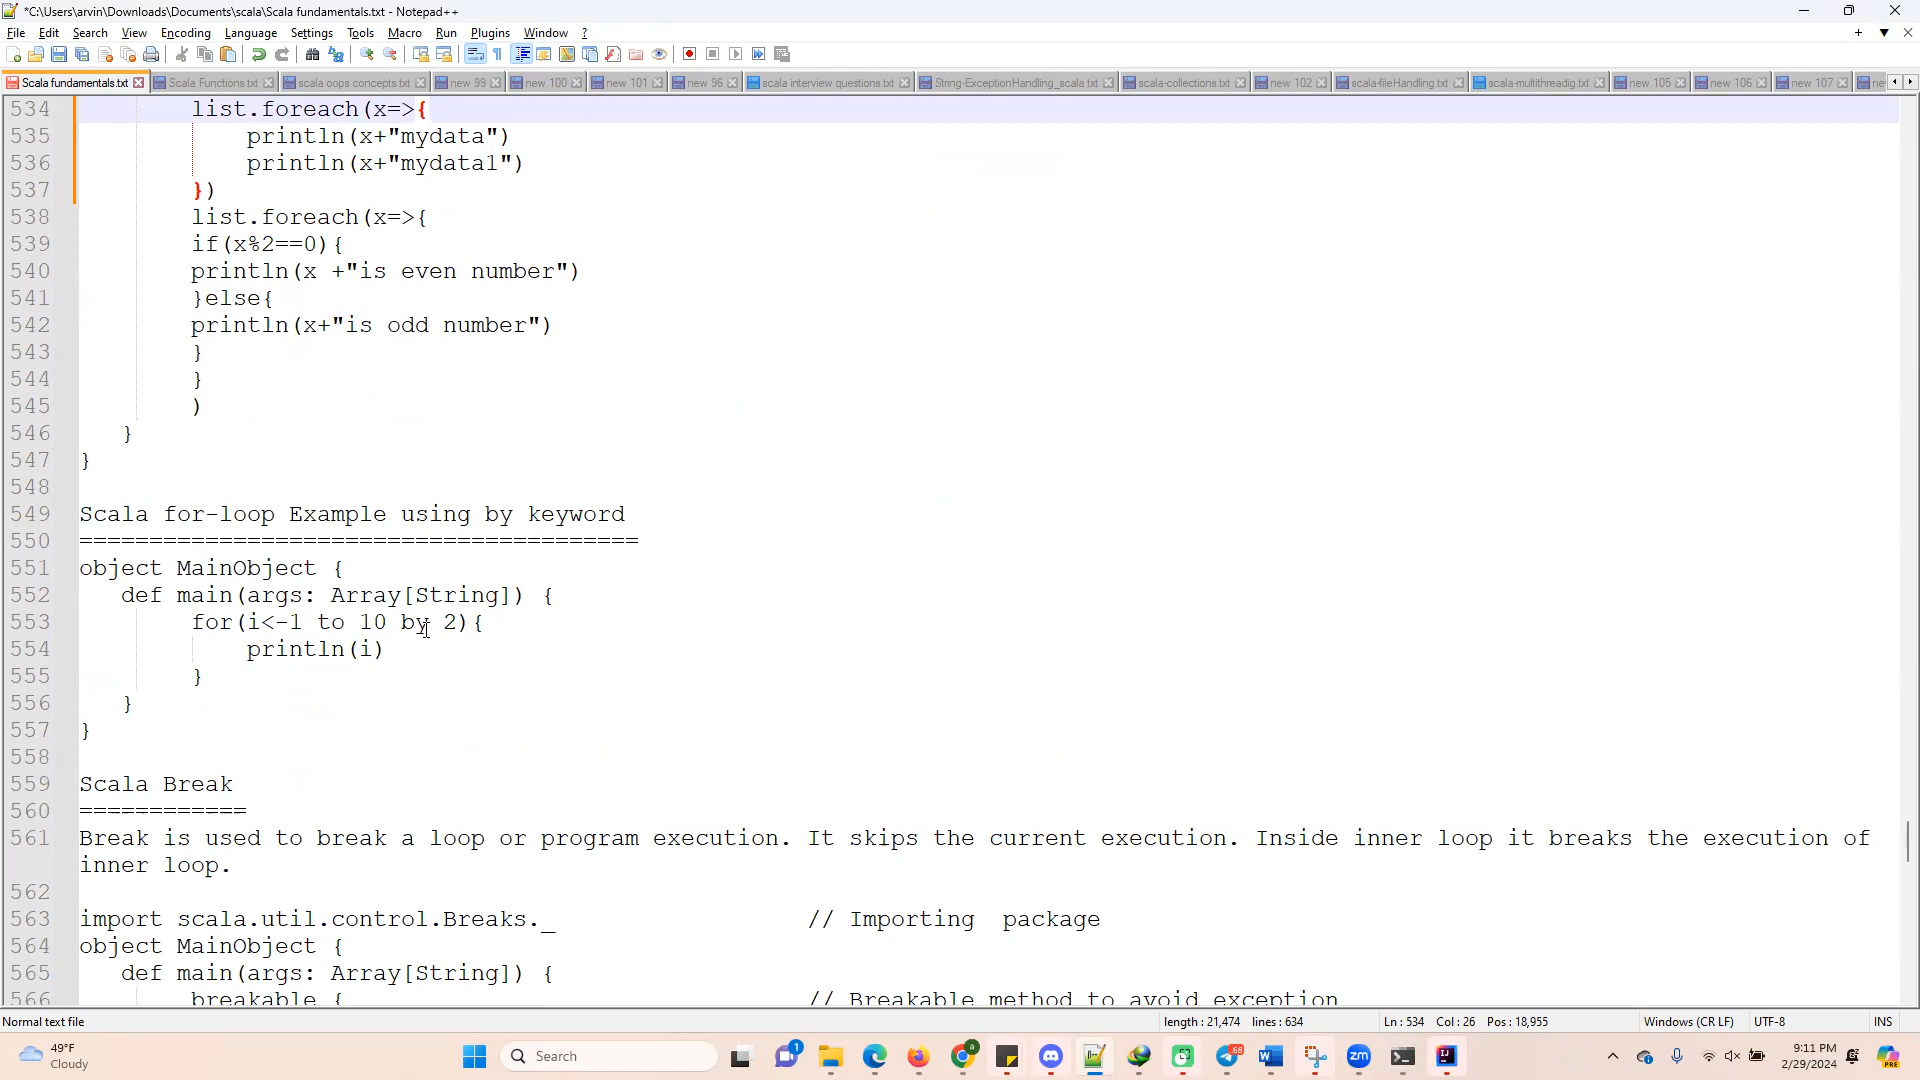 *C:\Users\arvin\Downloads\Documents\scala\Scala fundamentals.txt - Notepad++
File Edit Search View Encoding Language Settings Tools Macro Run Plugins Window ?
Scala fundamentals.txt Scala Functions.txt scala oops concepts.txt new 99 new 100 new 101 new 96 scala interview questions.txt String-ExceptionHandling_scala.txt scala-collections.txt new 102 scala-fileHandling.txt scala-multithreadig.txt new 105 new 106 new 107
534 list.foreach(x=>{
535 println(x+"mydata")
536 println(x+"mydata1")
537 })
538 list.foreach(x=>{
539 if(x%2==0){
540 println(x +"is even number")
541 }else{
542 println(x+"is odd number")
543 }
544 }
545 )
546 }
547 }
548
549 Scala for-loop Example using by keyword
550 ========================================
551 object MainObject {
552 def main(args: Array[String]) {
553 for(i<-1 to 10 by 2){
554 println(i)
555 }
556 }
557 }
558
559 Scala Break
560 ============
561 Break is used to break a loop or program execution. It skips the current execution. Inside inner loop it breaks the execution of
inner loop.
562
563 import scala.util.control.Breaks._ // Importing package
564 object MainObject {
565 def main(args: Array[String]) {
566 breakable { // Breakable method to avoid exception
Normal text file length : 21,474 lines : 634 Ln : 534 Col : 26 Pos : 18,955 Windows (CR LF) UTF-8 INS
49°F
Cloudy
Search
9:11 PM
2/29/2024